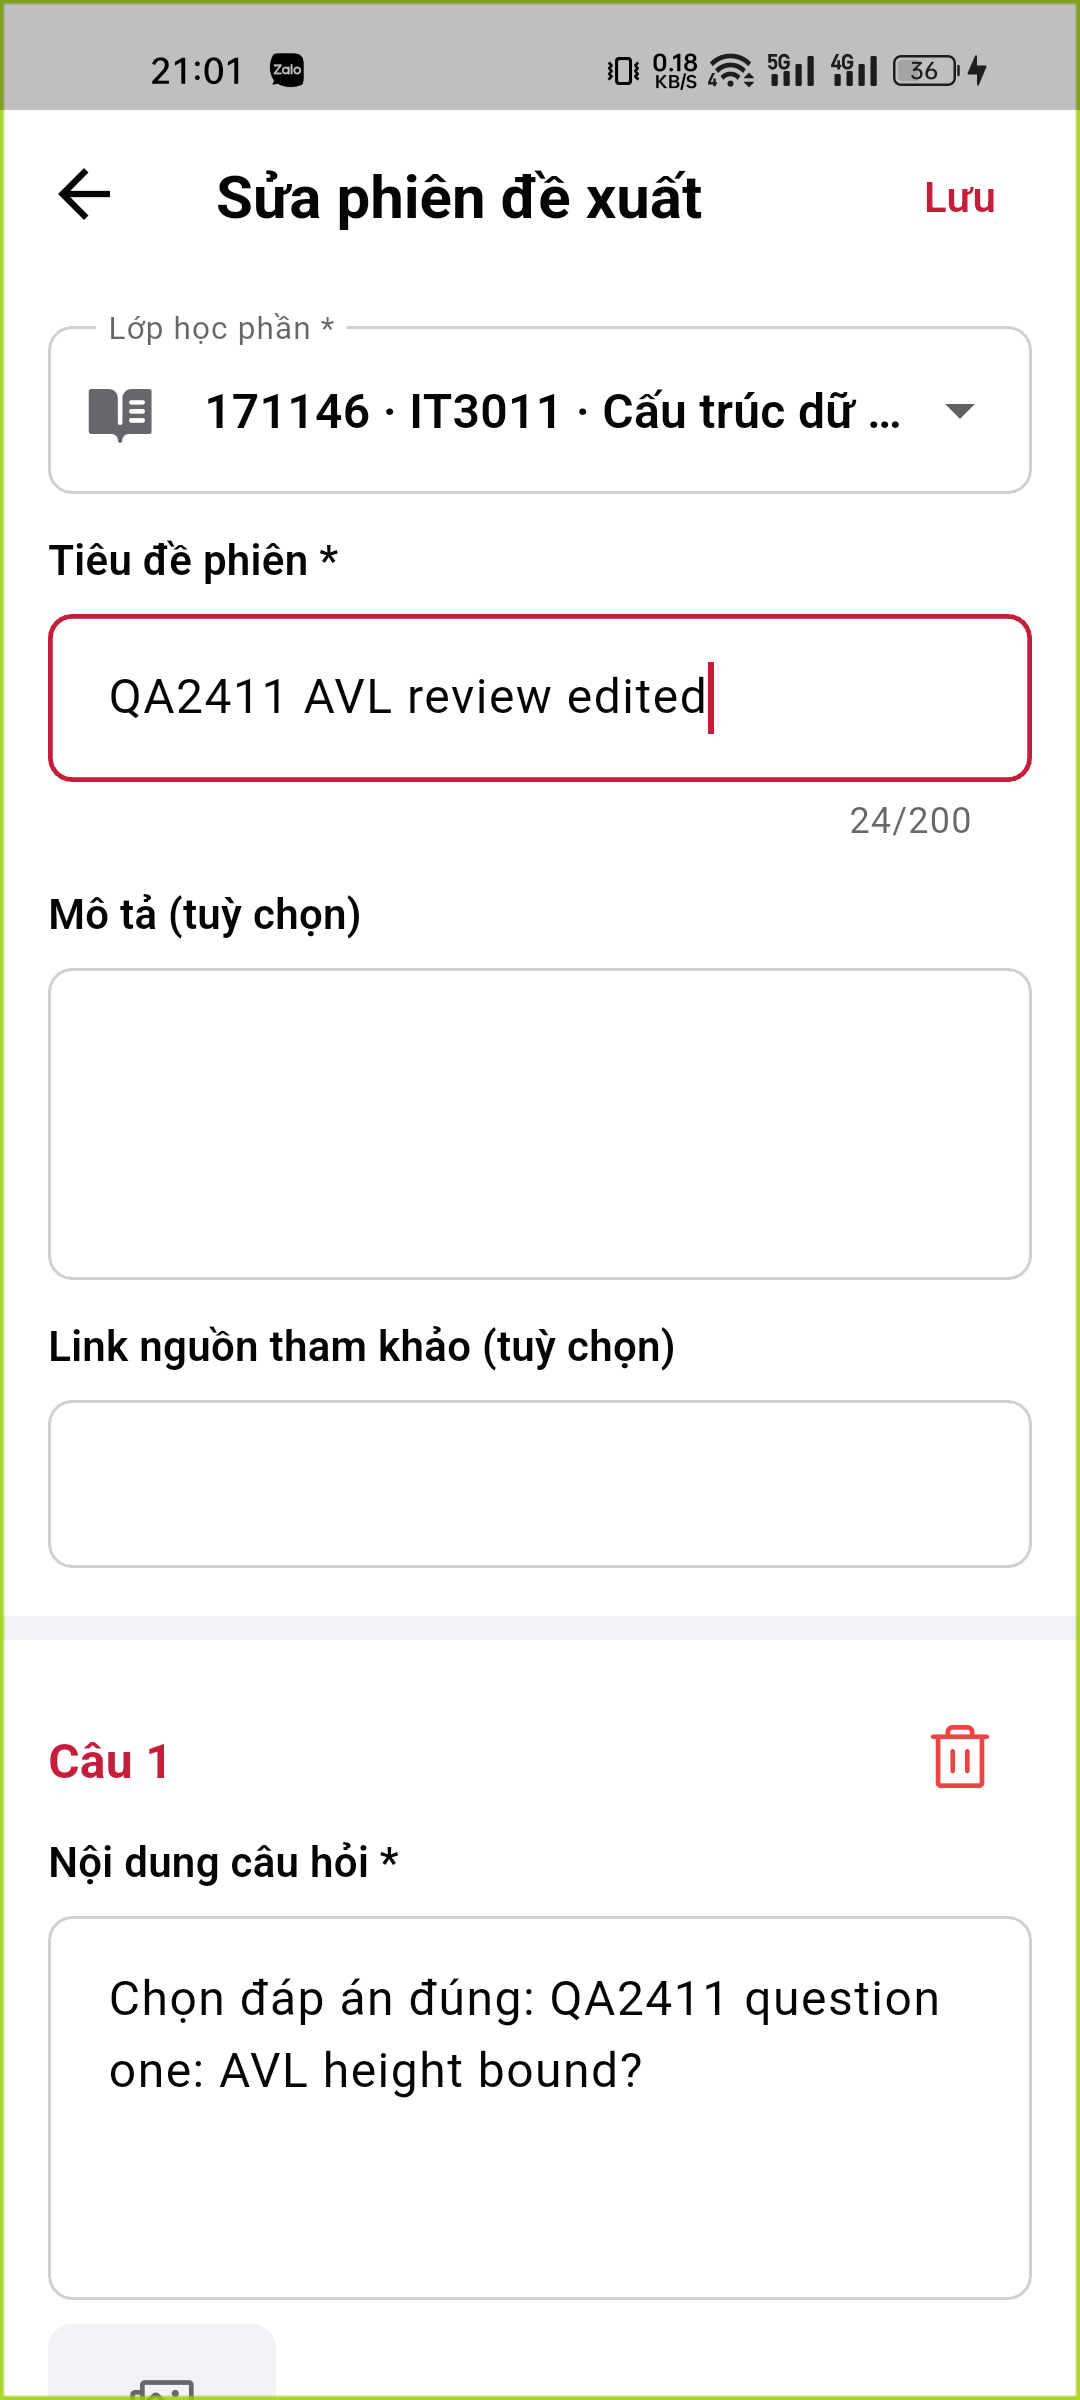 21:01 Zalo 0.18 KB/S 4 5G 4G 36
Sửa phiên đề xuất
Lưu
Lớp học phần *
171146 · IT3011 · Cấu trúc dữ ...
Tiêu đề phiên *
QA2411 AVL review edited
24/200
Mô tả (tuỳ chọn)
Link nguồn tham khảo (tuỳ chọn)
Câu 1
Nội dung câu hỏi *
Chọn đáp án đúng: QA2411 question
one: AVL height bound?